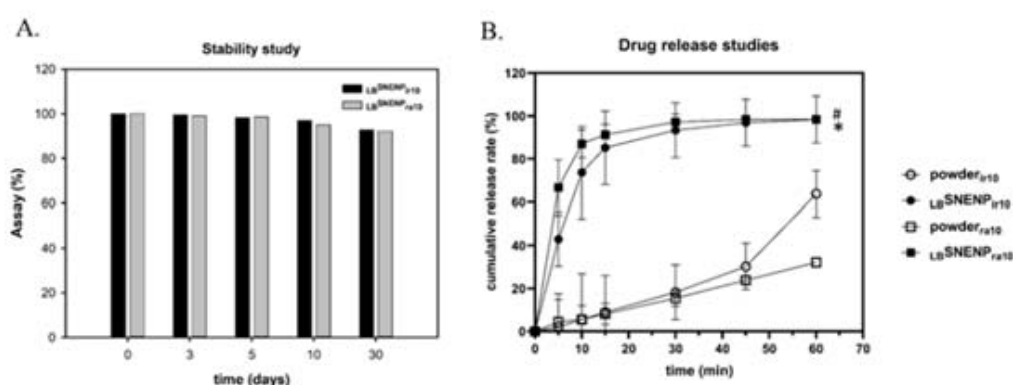 A.
Stability study
120
100
80
60
40
20
0
Assay (%)
LBSNENPIr10
LBSNENPra10
0 3 5 10 30
time (days)
B.
Drug release studies
120
100
80
60
40
20
0
cumulative release rate (%)
#
*
0 10 20 30 40 50 60 70
time (min)
powderIr10
LBSNENPIr10
powderra10
LBSNENPra10